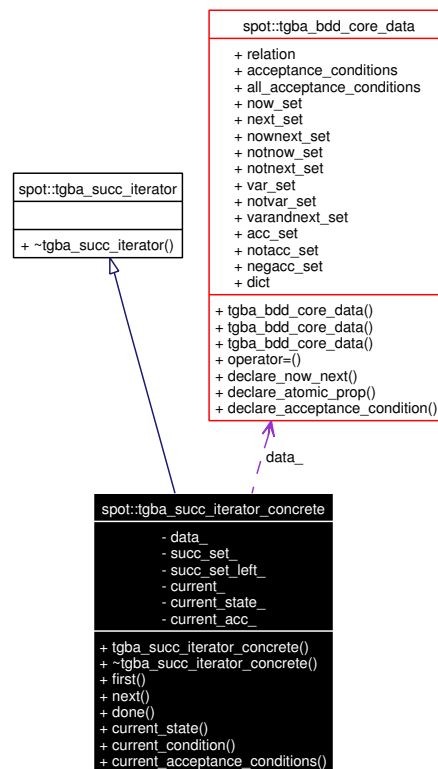 spot::tgba_bdd_core_data
+ relation
+ acceptance_conditions
+ all_acceptance_conditions
+ now_set
+ next_set
+ nownext_set
+ notnow_set
+ notnext_set
+ var_set
+ notvar_set
+ varandnext_set
+ acc_set
+ notacc_set
+ negacc_set
+ dict
+ tgba_bdd_core_data()
+ tgba_bdd_core_data()
+ tgba_bdd_core_data()
+ operator=()
+ declare_now_next()
+ declare_atomic_prop()
+ declare_acceptance_condition()
spot::tgba_succ_iterator
+ ~tgba_succ_iterator()
data_
spot::tgba_succ_iterator_concrete
- data_
- succ_set_
- succ_set_left_
- current_
- current_state_
- current_acc_
+ tgba_succ_iterator_concrete()
+ ~tgba_succ_iterator_concrete()
+ first()
+ next()
+ done()
+ current_state()
+ current_condition()
+ current_acceptance_conditions()